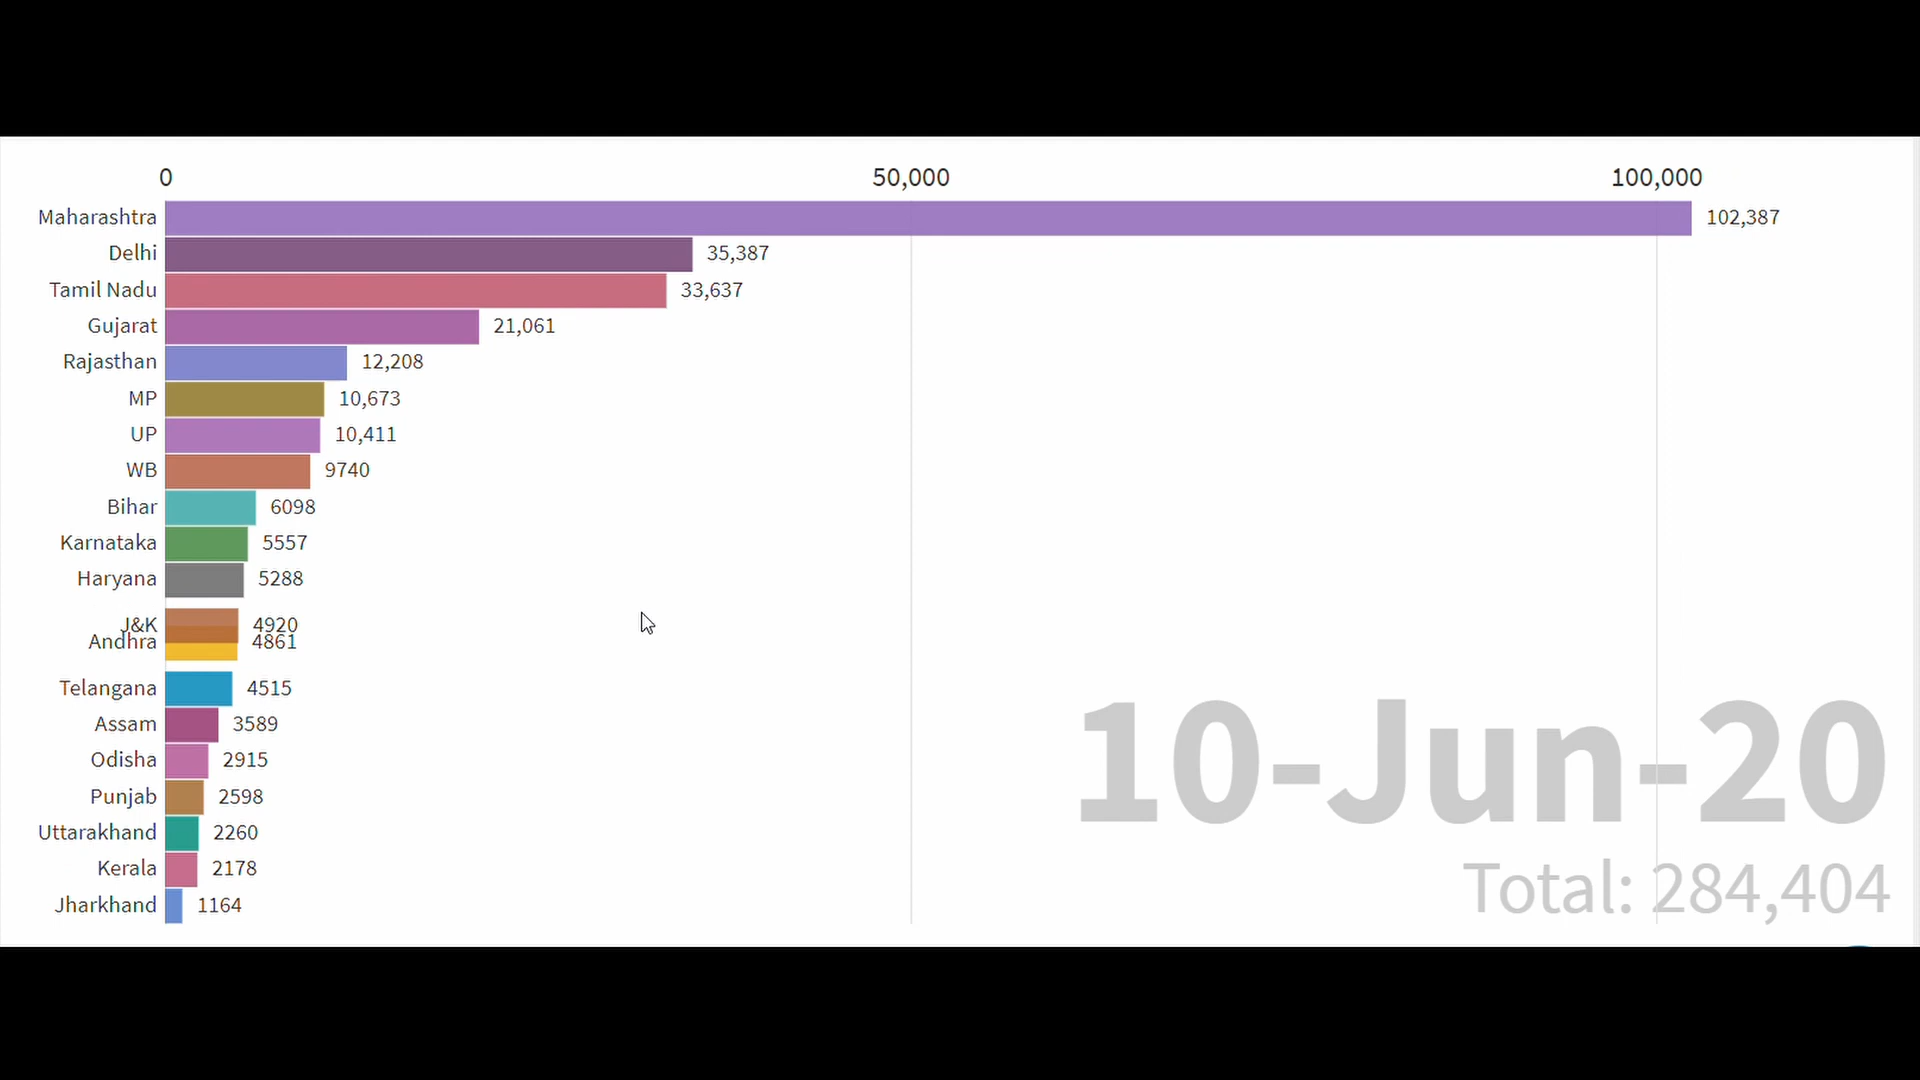 0 50,000 100,000
Maharashtra 102,387
Delhi 35,387
Tamil Nadu 33,637
Gujarat 21,061
Rajasthan 12,208
MP 10,673
UP 10,411
WB 9740
Bihar 6098
Karnataka 5557
Haryana 5288
J&K 4920
Andhra 4861
Telangana 4515
Assam 3589
Odisha 2915
Punjab 2598
Uttarakhand 2260
Kerala 2178
Jharkhand 1164
10-Jun-20
Total: 284,404